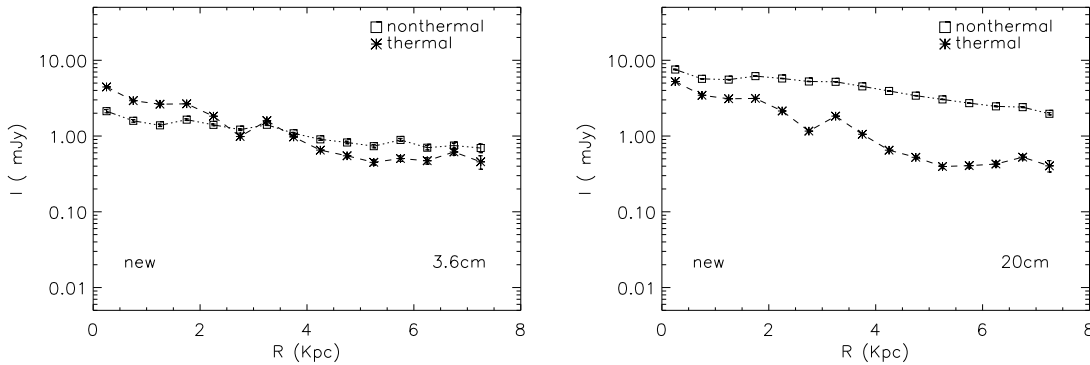 nonthermal
thermal
10.00
1.00
0.10
0.01
I ( mJy)
new
3.6cm
0 2 4 6 8
R (Kpc)
nonthermal
thermal
10.00
1.00
0.10
0.01
I ( mJy)
new
20cm
0 2 4 6 8
R (Kpc)